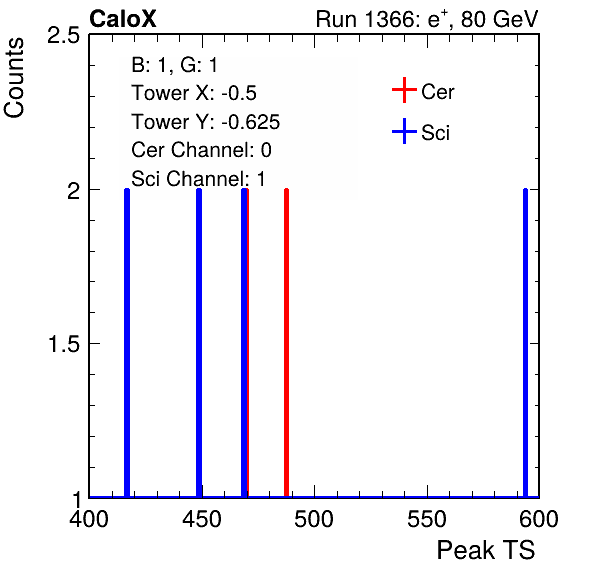 CaloX Run 1366: e⁺, 80 GeV
Counts
2.5
B: 1, G: 1
Tower X: -0.5
Tower Y: -0.625
Cer Channel: 0
Sci Channel: 1
Cer
Sci
2
1.5
1
400 450 500 550 600
Peak TS